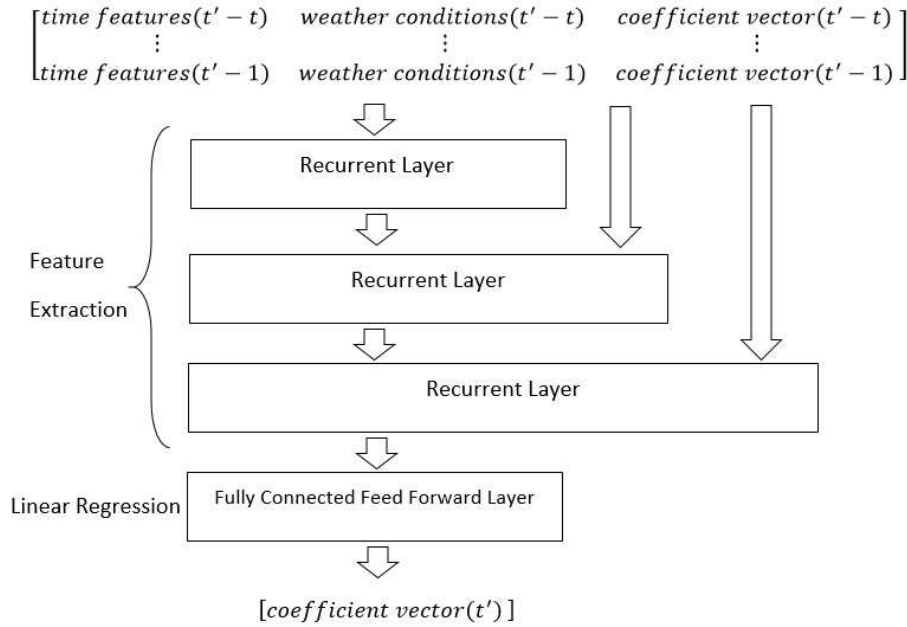 [time features(t′ − t) weather conditions(t′ − t) coefficient vector(t′ − t)]
⋮ ⋮ ⋮
[time features(t′ − 1) weather conditions(t′ − 1) coefficient vector(t′ − 1)]
Recurrent Layer
Feature
Extraction
Recurrent Layer
Recurrent Layer
Linear Regression
Fully Connected Feed Forward Layer
[coefficient vector(t′) ]